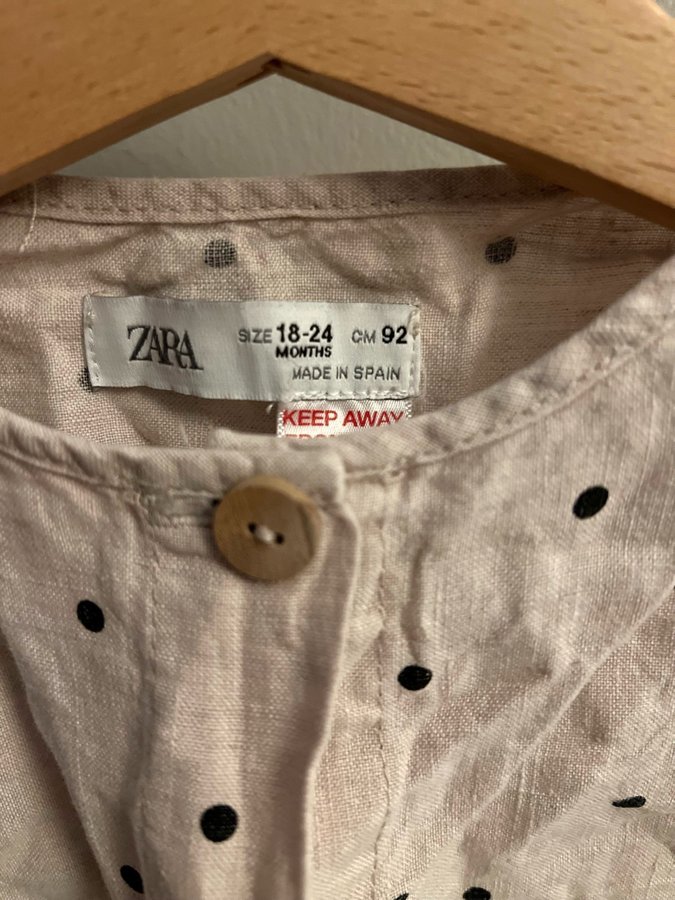 ZARA
SIZE 18-24 CM 92
MONTHS
MADE IN SPAIN
KEEP AWAY